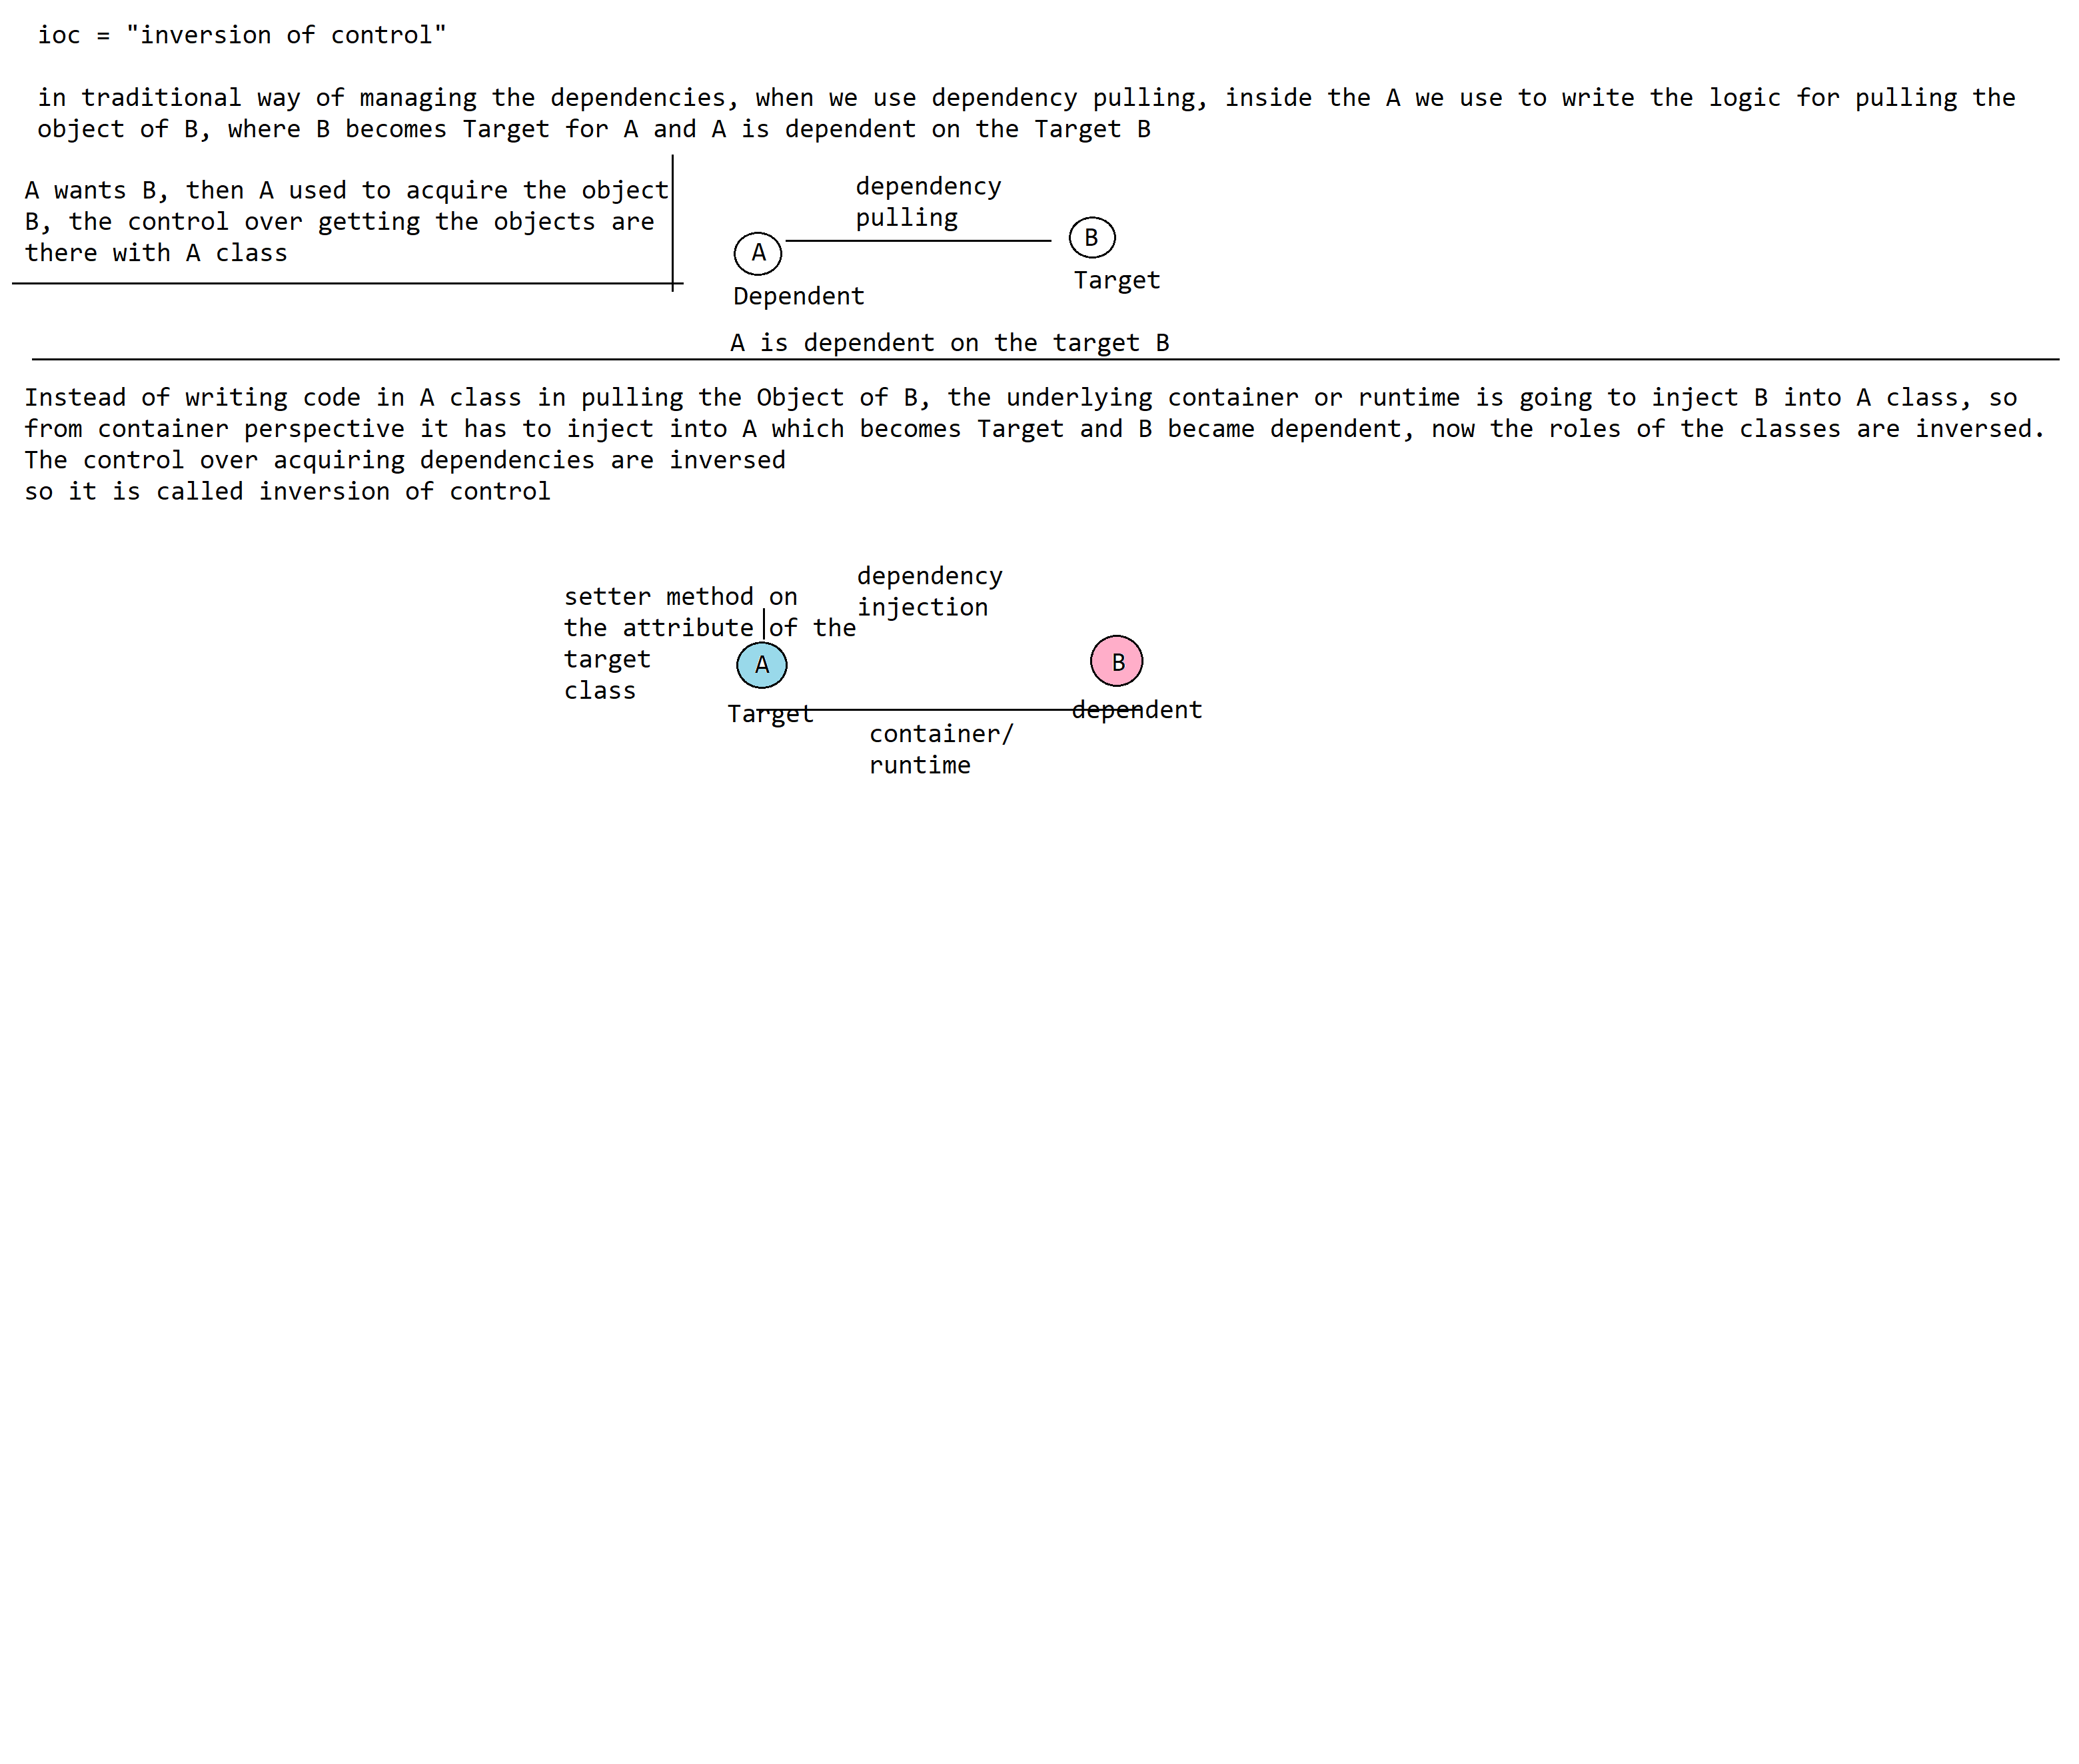 ioc = "inversion of control"
in traditional way of managing the dependencies, when we use dependency pulling, inside the A we use to write the logic for pulling the
object of B, where B becomes Target for A and A is dependent on the Target B
A wants B, then A used to acquire the object
B, the control over getting the objects are
there with A class
dependency
pulling
A
B
Dependent
Target
A is dependent on the target B
Instead of writing code in A class in pulling the Object of B, the underlying container or runtime is going to inject B into A class, so
from container perspective it has to inject into A which becomes Target and B became dependent, now the roles of the classes are inversed.
The control over acquiring dependencies are inversed
so it is called inversion of control
setter method on
the attribute of the
target
class
dependency
injection
A
B
Target
dependent
container/
runtime